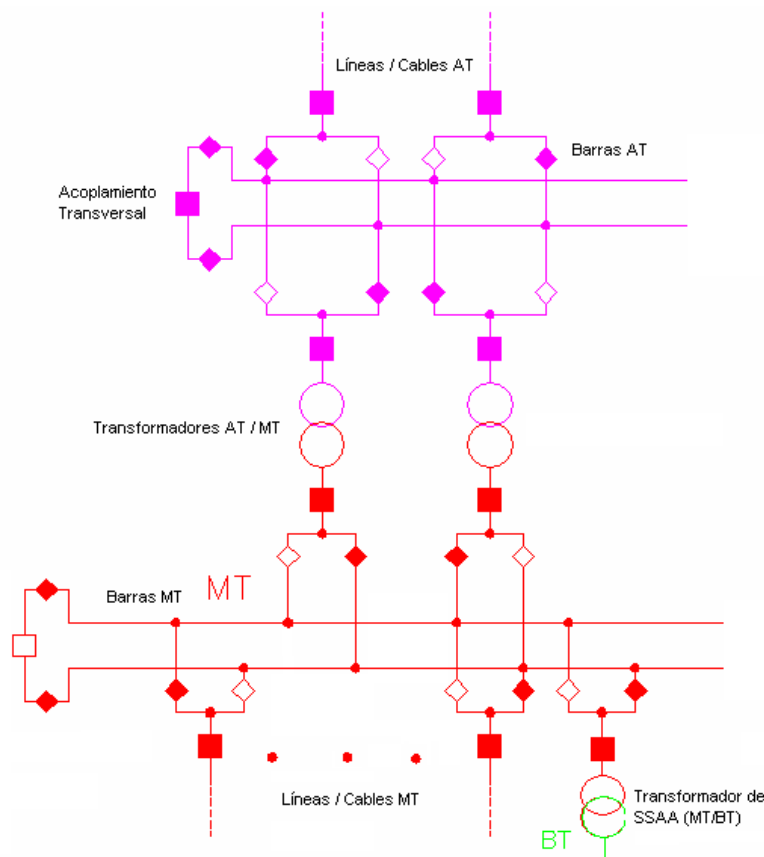 Líneas / Cables AT
Barras AT
Acoplamiento
Transversal
Transformadores AT / MT
Barras MT
MT
Líneas / Cables MT
Transformador de
SSAA (MT/BT)
BT